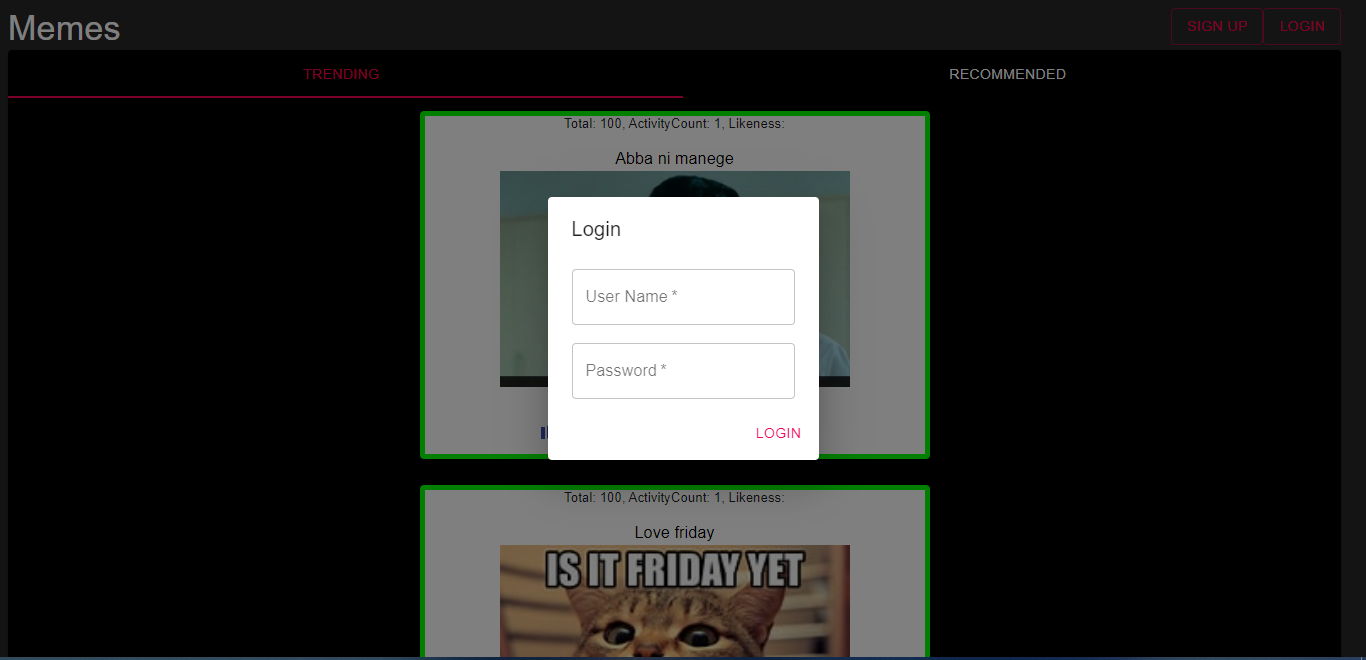 Memes
SIGN UP
LOGIN
TRENDING
RECOMMENDED
Total: 100, ActivityCount: 1, Likeness:
Abba ni manege
Login
User Name *
Password *
LOGIN
Total: 100, ActivityCount: 1, Likeness:
Love friday
IS IT FRIDAY YET